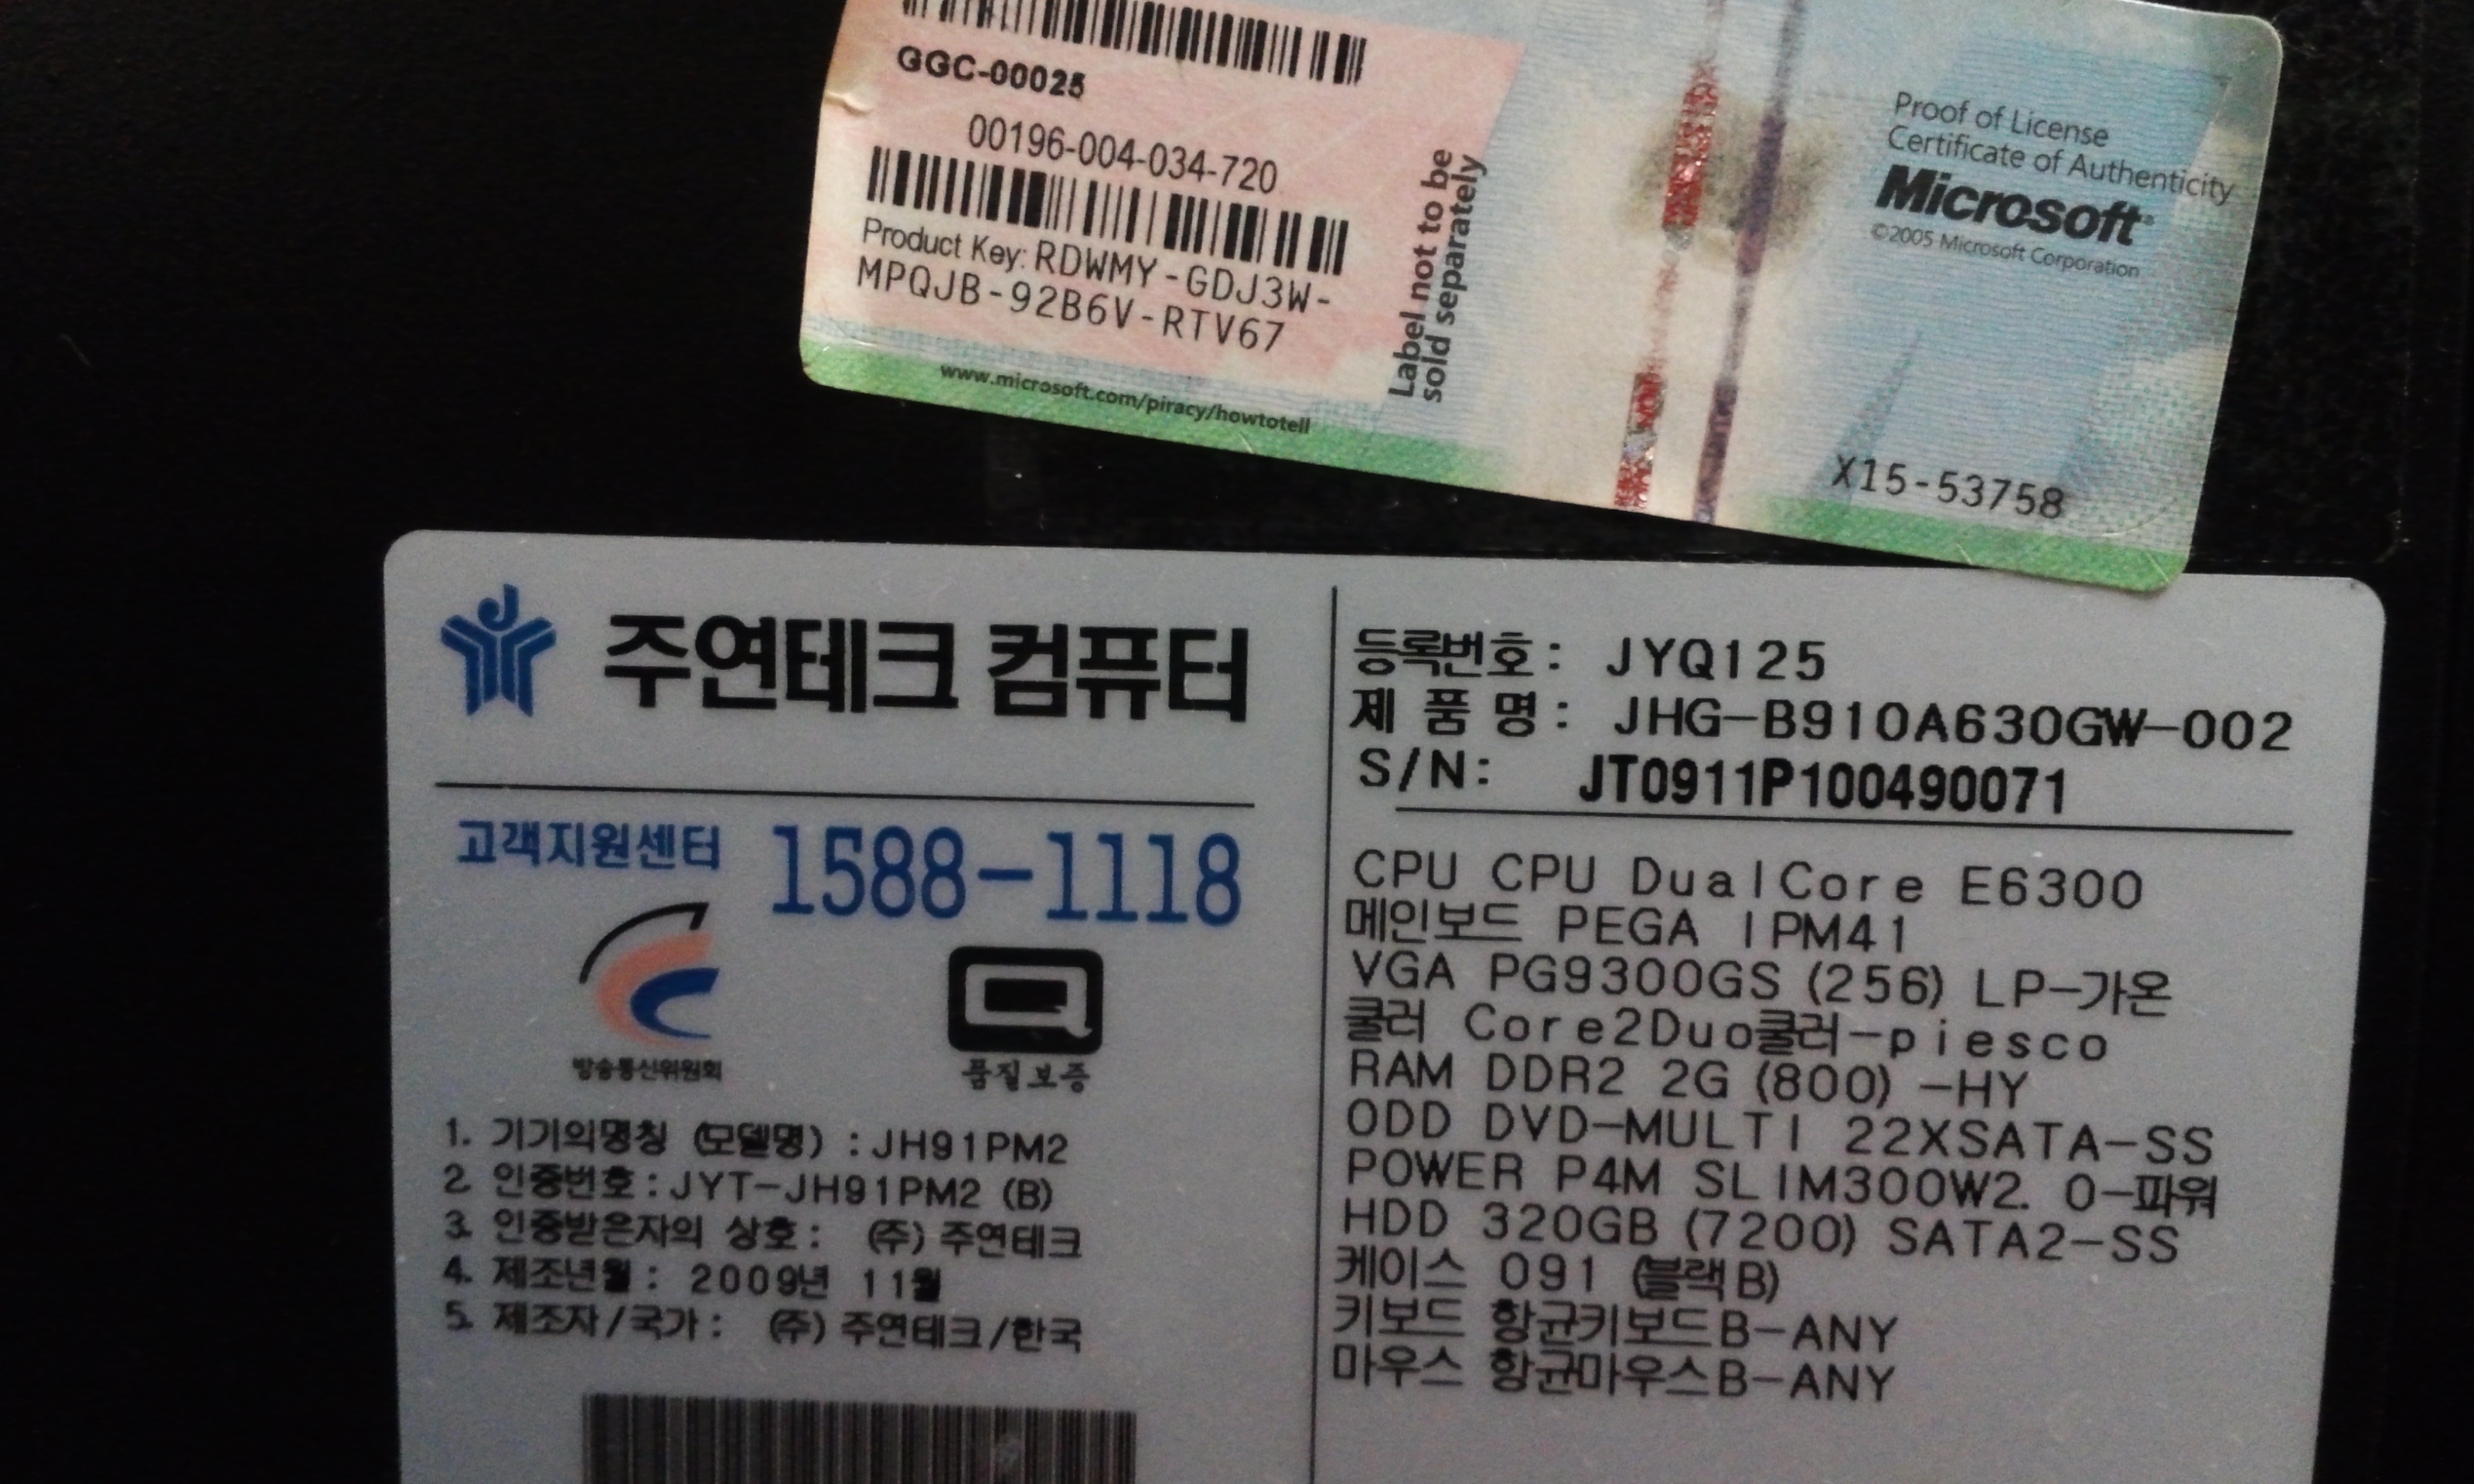 GGC-00025
00196-004-034-720
Product Key: RDWMY-GDJ3W-
MPQJB-92B6V-RTV67
www.microsoft.com/piracy/howtotell
Label not to be
sold separately
Proof of License
Certificate of Authenticity
Microsoft®
©2005 Microsoft Corporation
X15-53758
주연테크 컴퓨터
고객지원센터 1588-1118
방송통신위원회
품질보증
1. 기기의명칭 (모델명) : JH91PM2
2. 인증번호 : JYT-JH91PM2 (B)
3. 인증받은자의 상호 : (주) 주연테크
4. 제조년월 : 2009년 11월
5. 제조자/국가 : (주) 주연테크/한국
등록번호 : JYQ125
제 품 명 : JHG-B910A630GW-002
S/N: JT0911P100490071
CPU CPU DualCore E6300
메인보드 PEGA IPM41
VGA PG9300GS (256) LP-가온
쿨러 Core2Duo쿨러-piesco
RAM DDR2 2G (800) -HY
ODD DVD-MULTI 22XSATA-SS
POWER P4M SLIM300W2. 0-파워
HDD 320GB (7200) SATA2-SS
케이스 091 (블랙B)
키보드 항균키보드B-ANY
마우스 항균마우스B-ANY